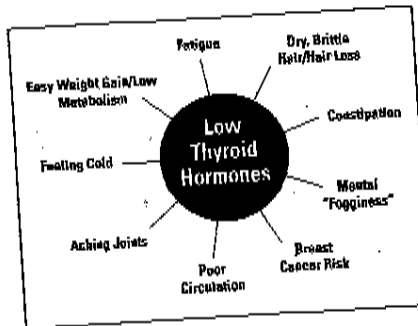 Fatigue
Dry, Brittle
Hair/Hair Loss
Easy Weight Gain/Low
Metabolism
Constipation
Low
Thyroid
Hormones
Feeling Cold
Mental
"Fogginess"
Aching Joints
Breast
Cancer Risk
Poor
Circulation